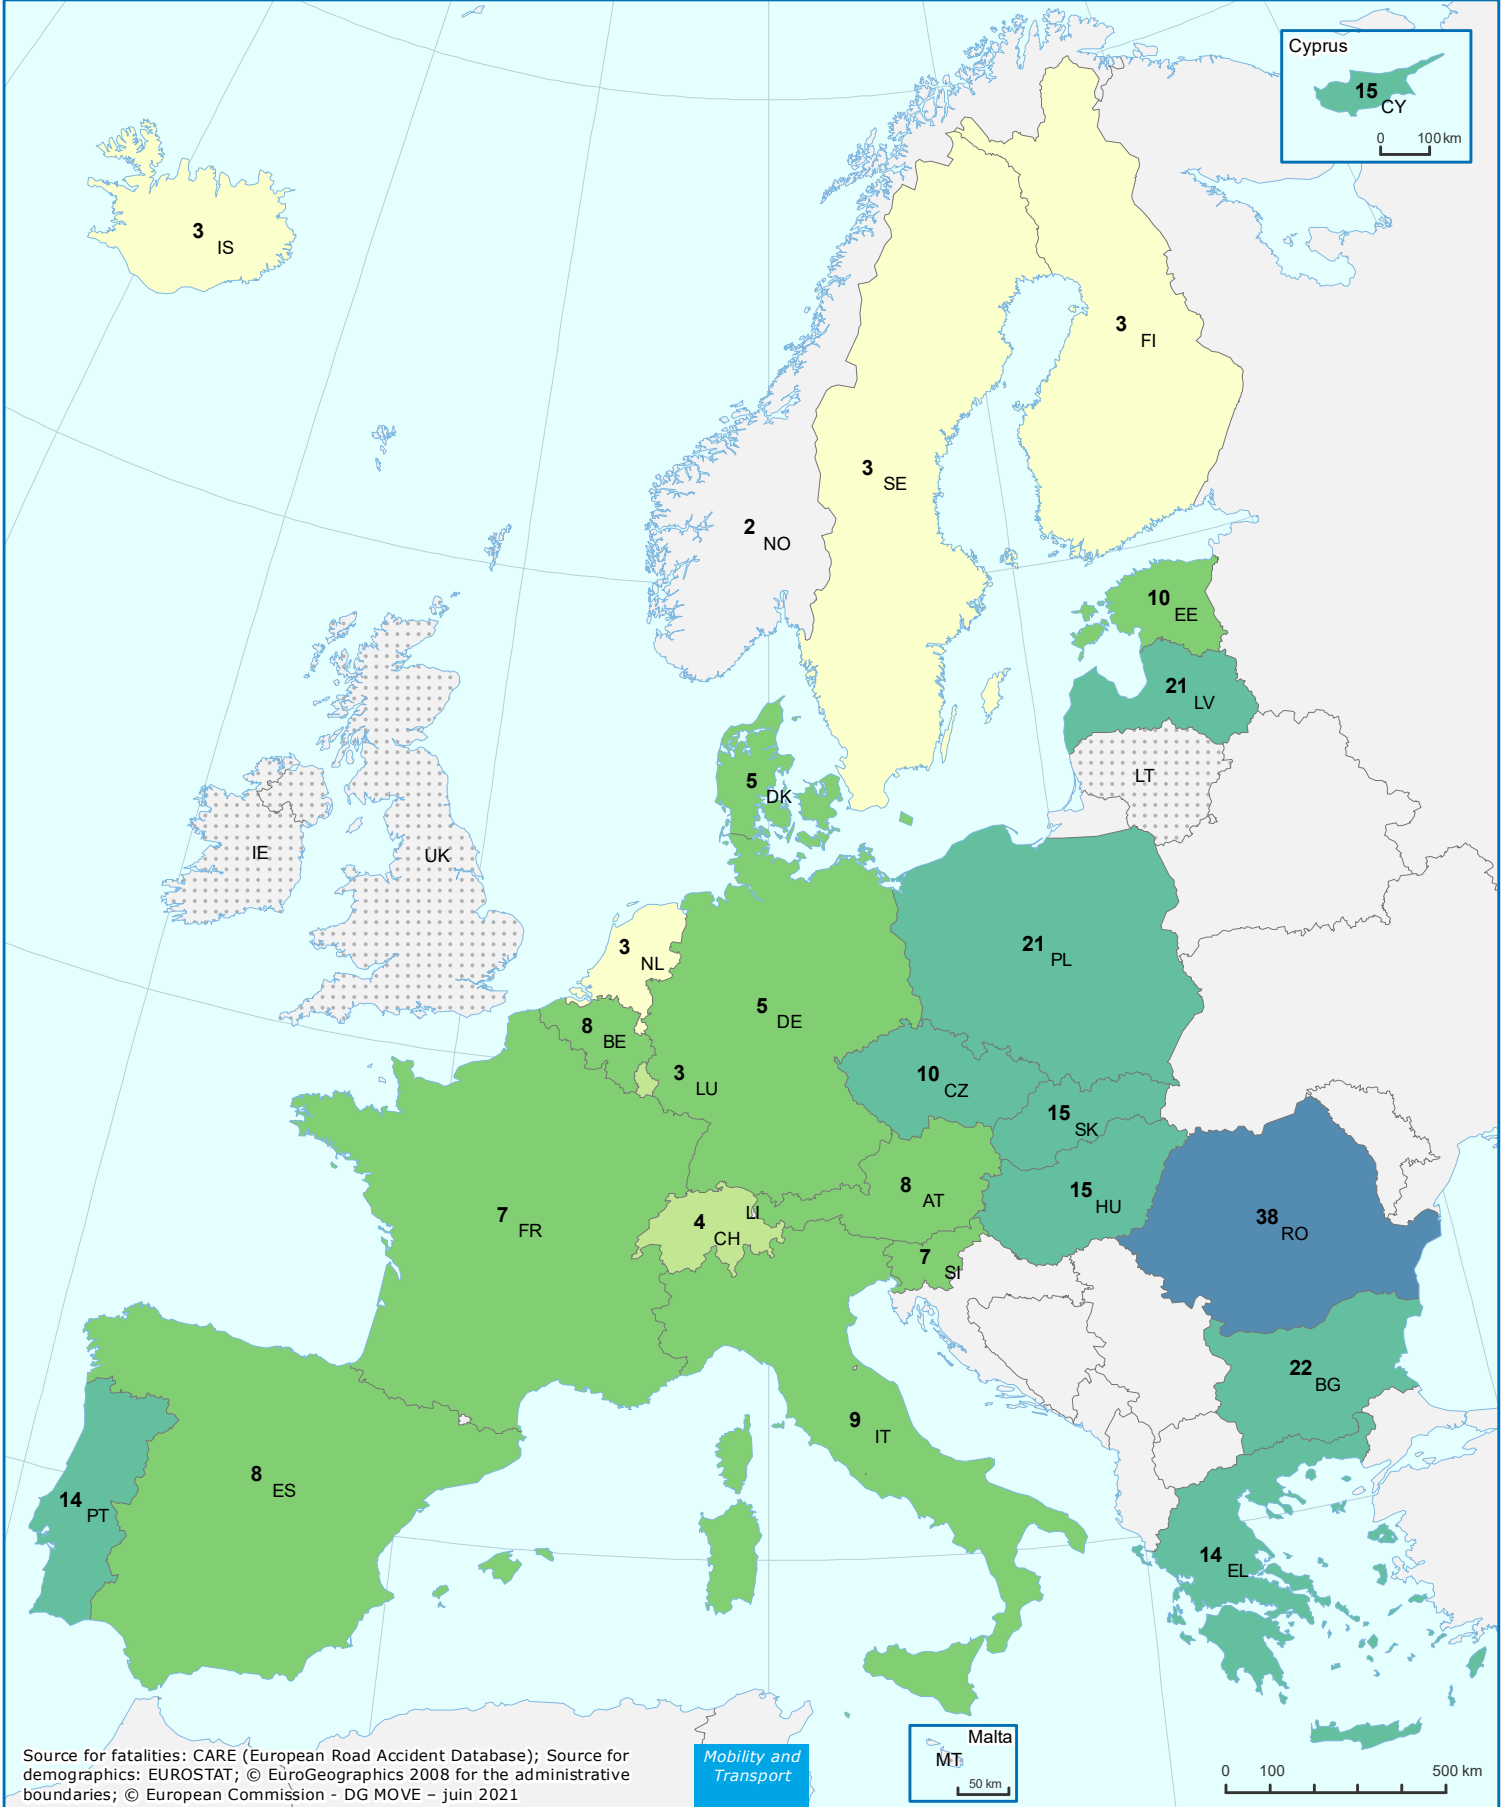 Cyprus
15
CY
0 100 km
3
IS
3
FI
3
SE
2
NO
10
EE
21
LV
LT
5
DK
IE
UK
3
NL
21
PL
5
DE
8
BE
3
LU
10
CZ
15
SK
8
AT
15
HU
7
FR
4
CH
LI
38
RO
7
SI
22
BG
9
IT
8
ES
14
PT
14
EL
Malta
MT
50 km
Source for fatalities: CARE (European Road Accident Database); Source for
demographics: EUROSTAT; © EuroGeographics 2008 for the administrative
boundaries; © European Commission - DG MOVE – juin 2021
Mobility and
Transport
0 100 500 km